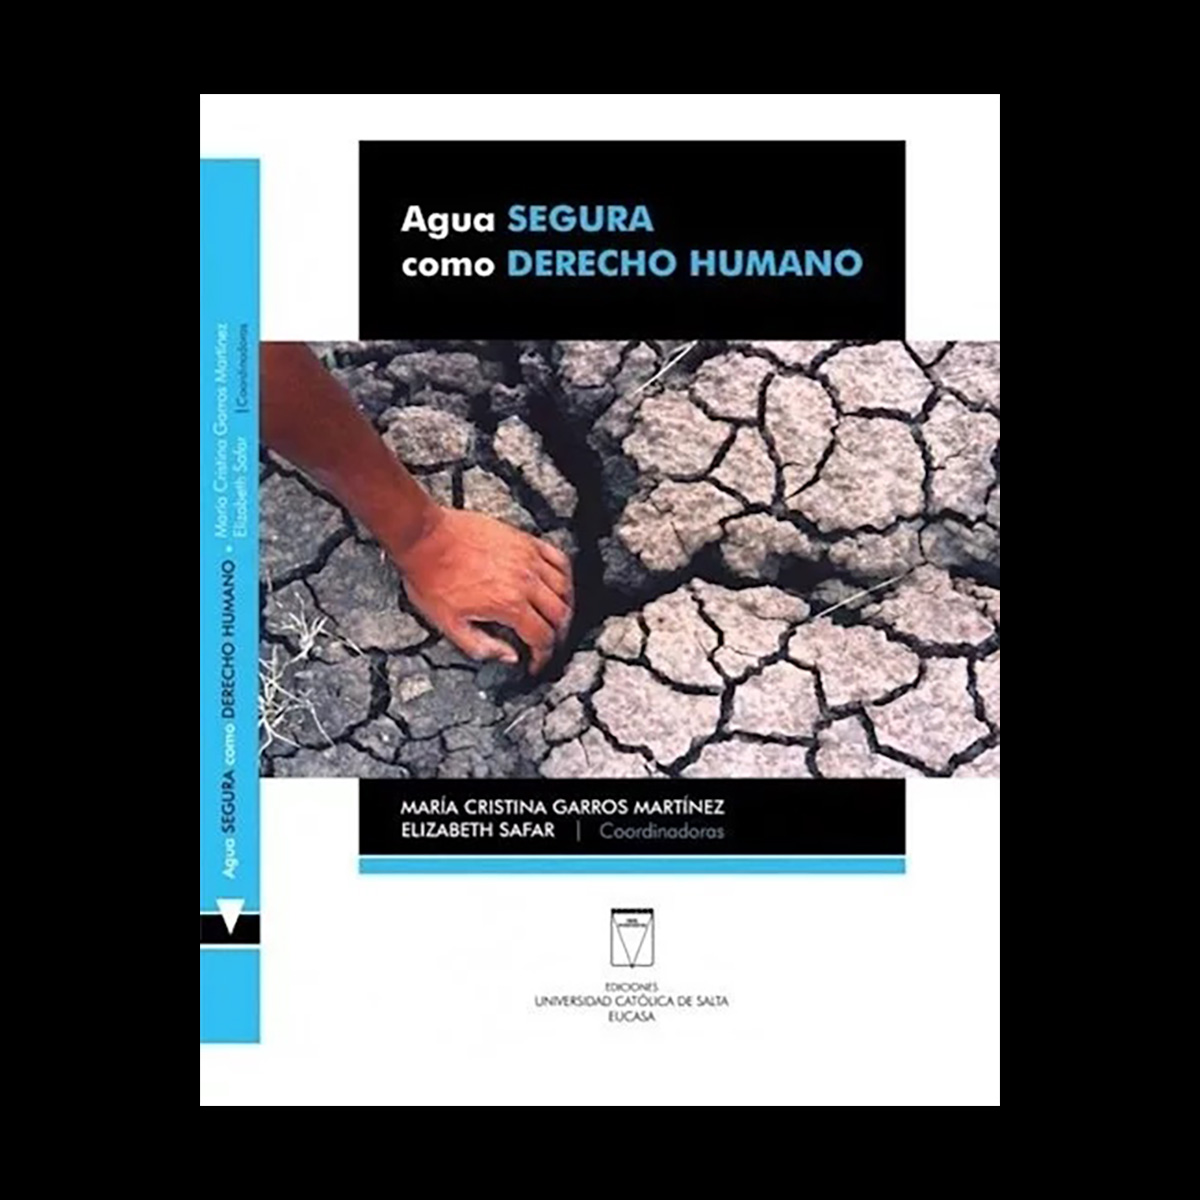 Agua SEGURA
como DERECHO HUMANO
MARÍA CRISTINA GARROS MARTÍNEZ
ELIZABETH SAFAR | Coordinadoras
EDICIONES
UNIVERSIDAD CATÓLICA DE SALTA
EUCASA
Agua SEGURA como DERECHO HUMANO • María Cristina Garros Martínez
Elizabeth Safar | Coordinadoras